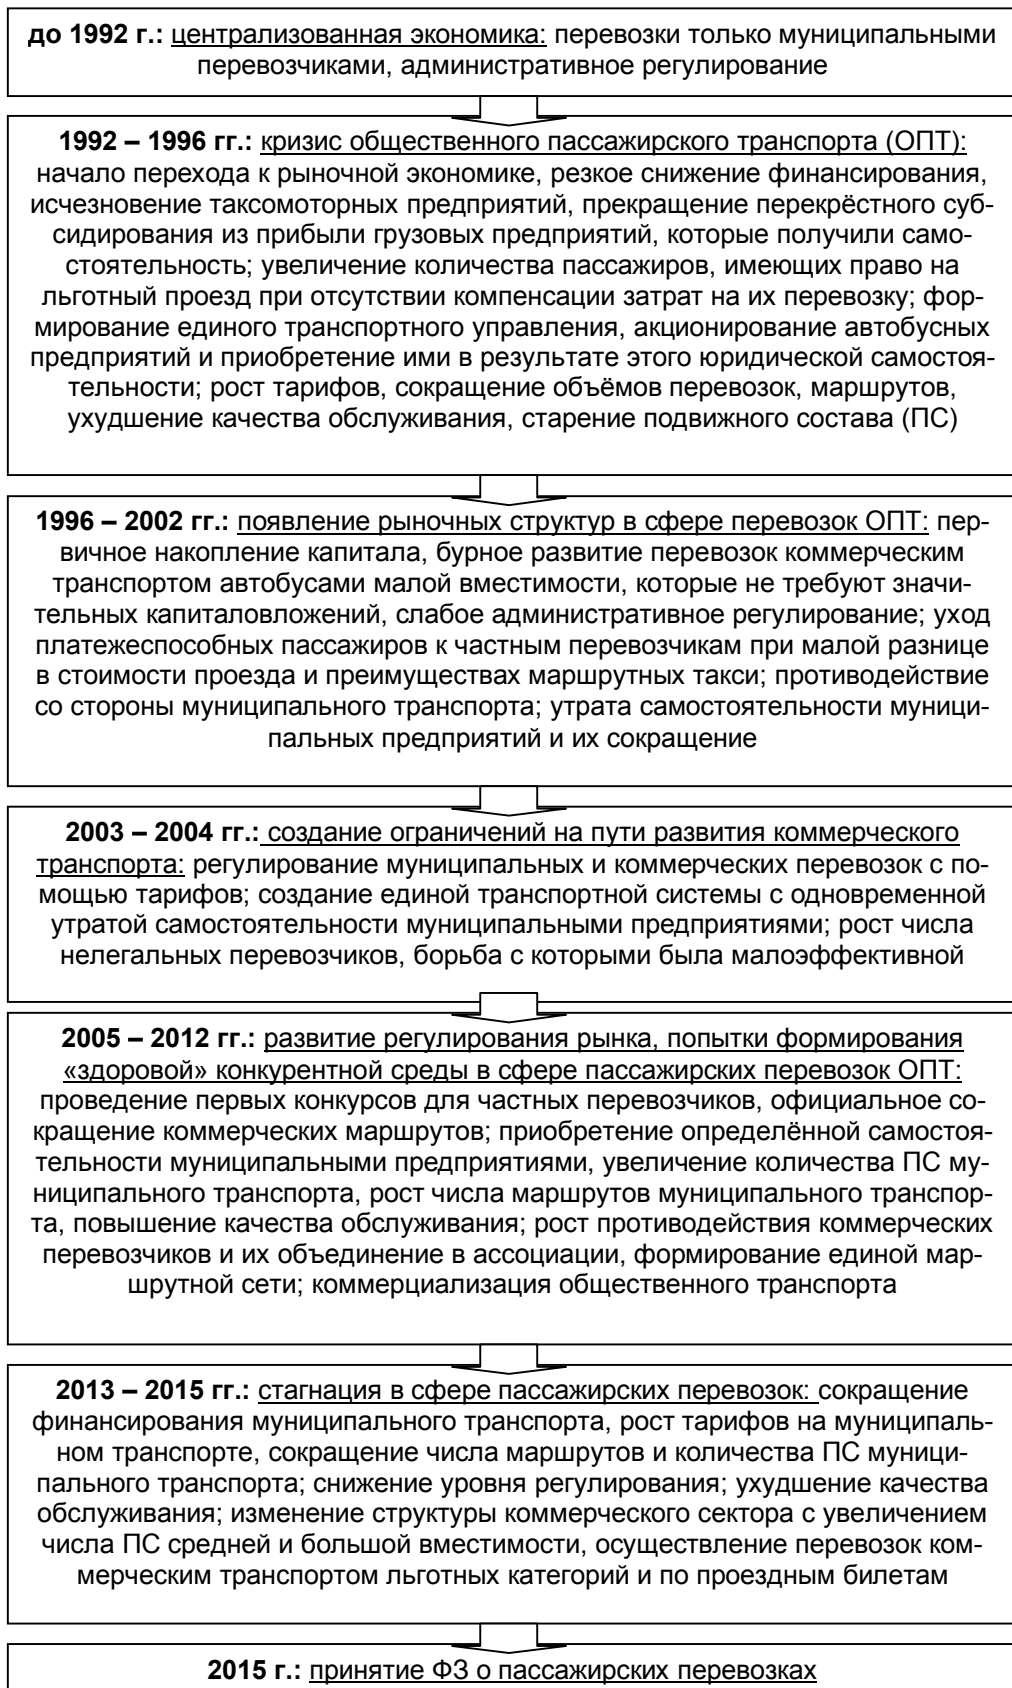 до 1992 г.: централизованная экономика: перевозки только муниципальными
перевозчиками, административное регулирование
1992 – 1996 гг.: кризис общественного пассажирского транспорта (ОПТ):
начало перехода к рыночной экономике, резкое снижение финансирования,
исчезновение таксомоторных предприятий, прекращение перекрёстного суб-
сидирования из прибыли грузовых предприятий, которые получили само-
стоятельность; увеличение количества пассажиров, имеющих право на
льготный проезд при отсутствии компенсации затрат на их перевозку; фор-
мирование единого транспортного управления, акционирование автобусных
предприятий и приобретение ими в результате этого юридической самостоя-
тельности; рост тарифов, сокращение объёмов перевозок, маршрутов,
ухудшение качества обслуживания, старение подвижного состава (ПС)
1996 – 2002 гг.: появление рыночных структур в сфере перевозок ОПТ: пер-
вичное накопление капитала, бурное развитие перевозок коммерческим
транспортом автобусами малой вместимости, которые не требуют значи-
тельных капиталовложений, слабое административное регулирование; уход
платежеспособных пассажиров к частным перевозчикам при малой разнице
в стоимости проезда и преимуществах маршрутных такси; противодействие
со стороны муниципального транспорта; утрата самостоятельности муници-
пальных предприятий и их сокращение
2003 – 2004 гг.: создание ограничений на пути развития коммерческого
транспорта: регулирование муниципальных и коммерческих перевозок с по-
мощью тарифов; создание единой транспортной системы с одновременной
утратой самостоятельности муниципальными предприятиями; рост числа
нелегальных перевозчиков, борьба с которыми была малоэффективной
2005 – 2012 гг.: развитие регулирования рынка, попытки формирования
«здоровой» конкурентной среды в сфере пассажирских перевозок ОПТ:
проведение первых конкурсов для частных перевозчиков, официальное со-
кращение коммерческих маршрутов; приобретение определённой самостоя-
тельности муниципальными предприятиями, увеличение количества ПС му-
ниципального транспорта, рост числа маршрутов муниципального транспор-
та, повышение качества обслуживания; рост противодействия коммерческих
перевозчиков и их объединение в ассоциации, формирование единой мар-
шрутной сети; коммерциализация общественного транспорта
2013 – 2015 гг.: стагнация в сфере пассажирских перевозок: сокращение
финансирования муниципального транспорта, рост тарифов на муниципаль-
ном транспорте, сокращение числа маршрутов и количества ПС муници-
пального транспорта; снижение уровня регулирования; ухудшение качества
обслуживания; изменение структуры коммерческого сектора с увеличением
числа ПС средней и большой вместимости, осуществление перевозок ком-
мерческим транспортом льготных категорий и по проездным билетам
2015 г.: принятие ФЗ о пассажирских перевозках